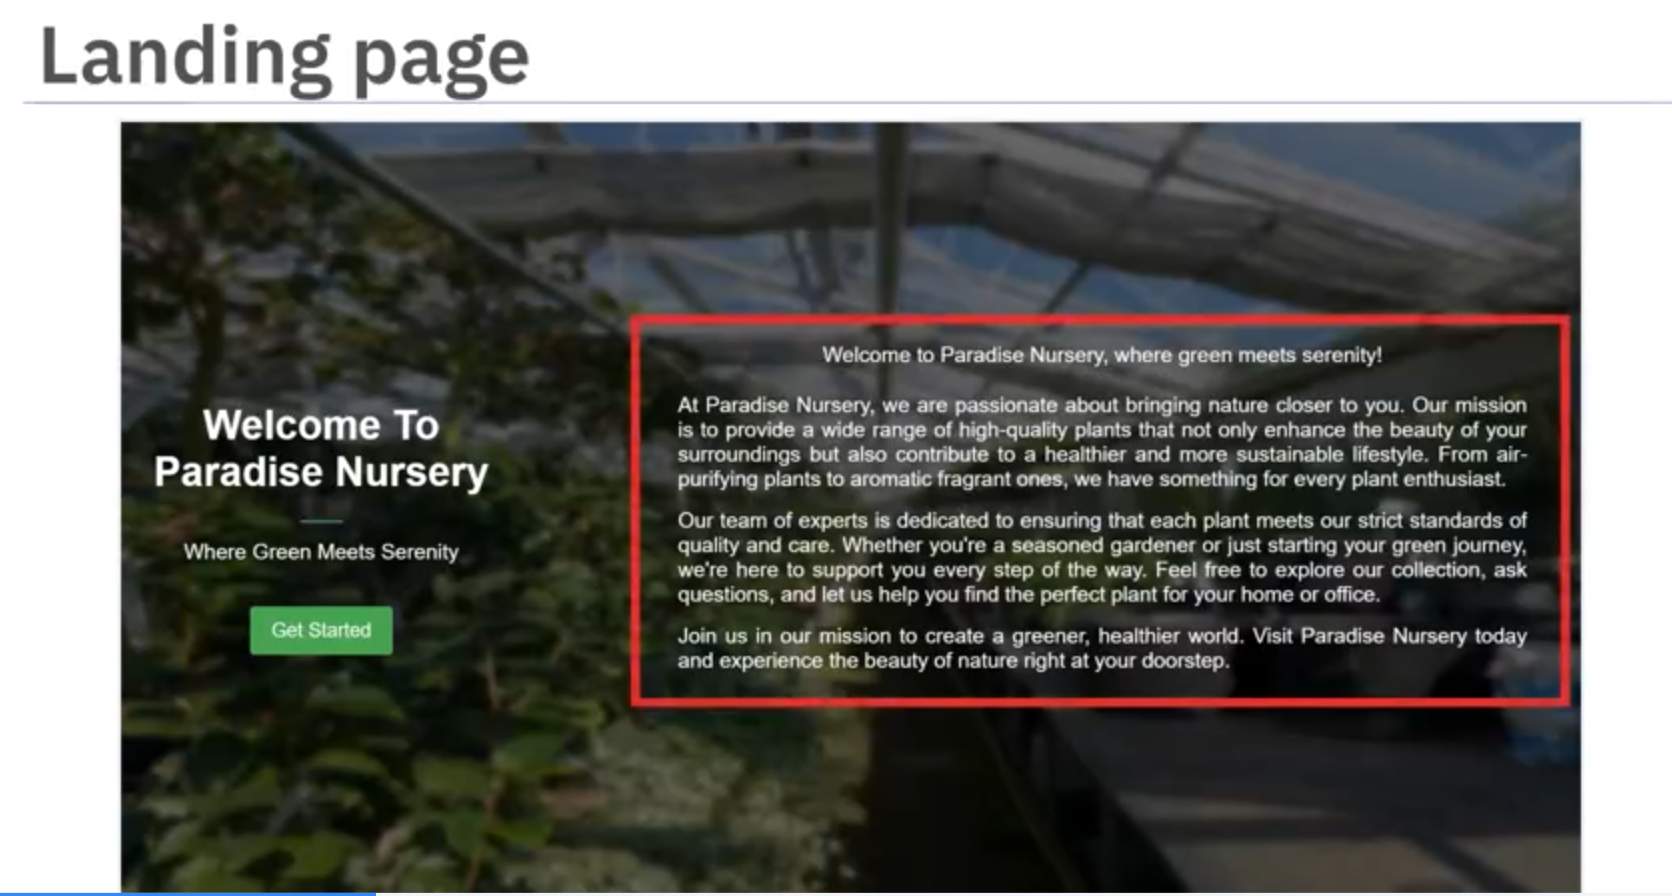 Landing page
Welcome To
Paradise Nursery
Where Green Meets Serenity
Get Started
Welcome to Paradise Nursery, where green meets serenity!
At Paradise Nursery, we are passionate about bringing nature closer to you. Our mission
is to provide a wide range of high-quality plants that not only enhance the beauty of your
surroundings but also contribute to a healthier and more sustainable lifestyle. From air-
purifying plants to aromatic fragrant ones, we have something for every plant enthusiast.
Our team of experts is dedicated to ensuring that each plant meets our strict standards of
quality and care. Whether you're a seasoned gardener or just starting your green journey,
we're here to support you every step of the way. Feel free to explore our collection, ask
questions, and let us help you find the perfect plant for your home or office.
Join us in our mission to create a greener, healthier world. Visit Paradise Nursery today
and experience the beauty of nature right at your doorstep.